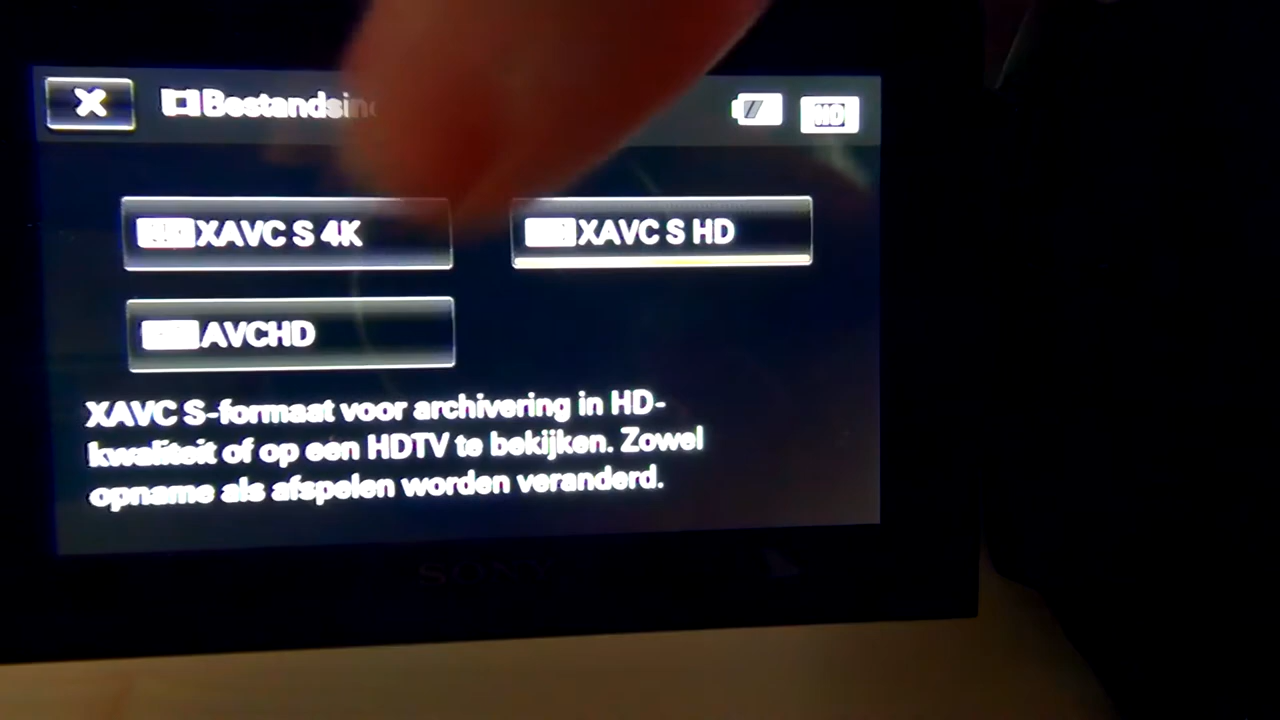 XAVC S 4K
XAVC S HD
AVCHD
XAVC S-formaat voor archivering in HD-
kwaliteit of op een HDTV te bekijken. Zowel
opname als afspelen worden veranderd.
SONY